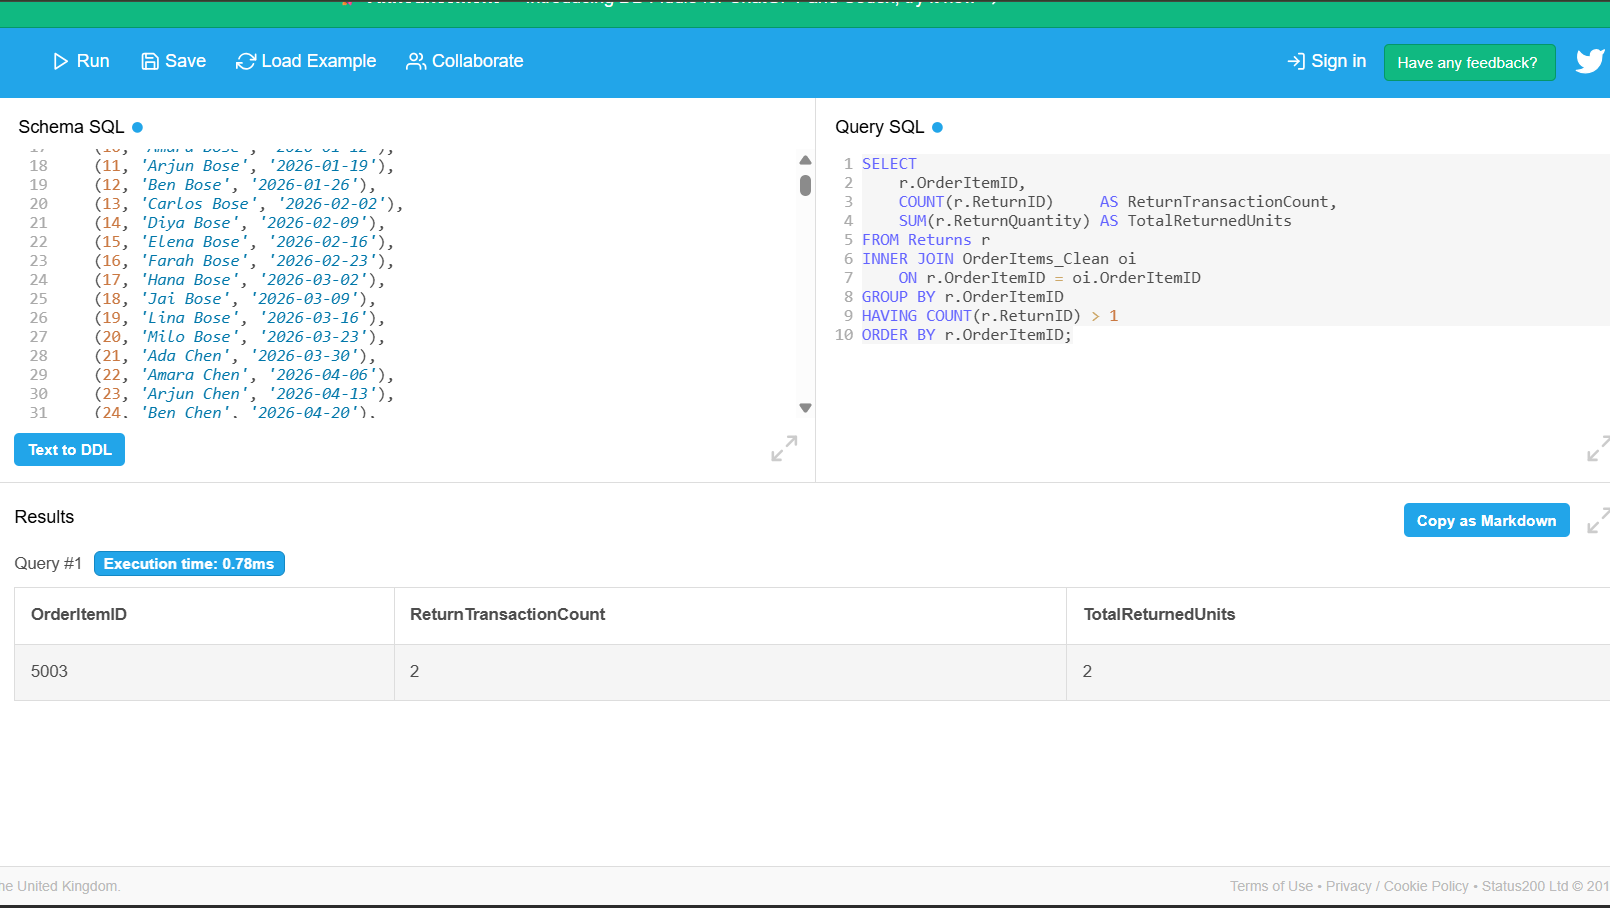 Run
Save
Load Example
Collaborate
Sign in
Have any feedback?
Schema SQL
18 (11, 'Arjun Bose', '2026-01-19'),
19 (12, 'Ben Bose', '2026-01-26'),
20 (13, 'Carlos Bose', '2026-02-02'),
21 (14, 'Diya Bose', '2026-02-09'),
22 (15, 'Elena Bose', '2026-02-16'),
23 (16, 'Farah Bose', '2026-02-23'),
24 (17, 'Hana Bose', '2026-03-02'),
25 (18, 'Jai Bose', '2026-03-09'),
26 (19, 'Lina Bose', '2026-03-16'),
27 (20, 'Milo Bose', '2026-03-23'),
28 (21, 'Ada Chen', '2026-03-30'),
29 (22, 'Amara Chen', '2026-04-06'),
30 (23, 'Arjun Chen', '2026-04-13'),
31 (24, 'Ben Chen', '2026-04-20'),
Text to DDL
Query SQL
1 SELECT
2 r.OrderItemID,
3 COUNT(r.ReturnID) AS ReturnTransactionCount,
4 SUM(r.ReturnQuantity) AS TotalReturnedUnits
5 FROM Returns r
6 INNER JOIN OrderItems_Clean oi
7 ON r.OrderItemID = oi.OrderItemID
8 GROUP BY r.OrderItemID
9 HAVING COUNT(r.ReturnID) > 1
10 ORDER BY r.OrderItemID;
Results
Copy as Markdown
Query #1 Execution time: 0.78ms
OrderItemID ReturnTransactionCount TotalReturnedUnits
5003 2 2
he United Kingdom.
Terms of Use • Privacy / Cookie Policy • Status200 Ltd © 201